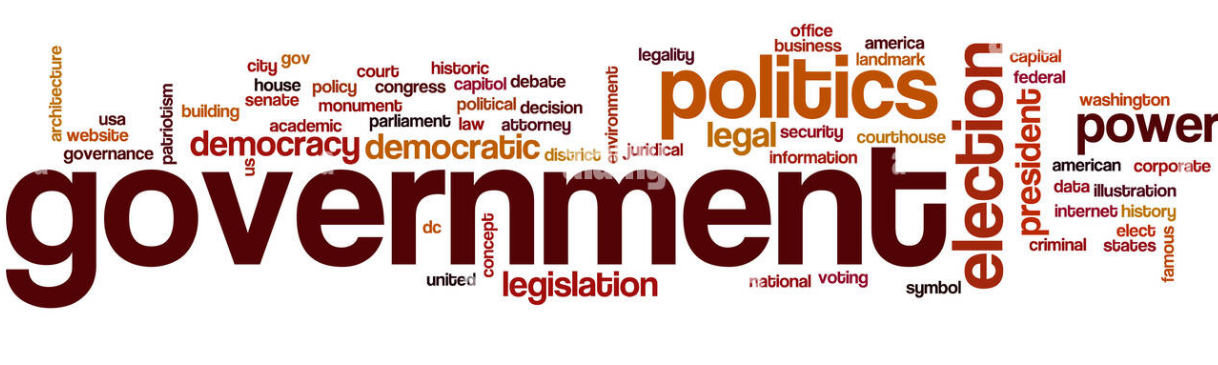 architecture
usa
website
governance
patriotism
building
city
gov
house
senate
policy
court
monument
academic
historic
congress
capitol
debate
parliament
political
decision
law
attorney
democracy
us
democratic
district
environment
juridical
legality
politics
office
business
america
landmark
legal
security
courthouse
information
government
dc
concept
united
legislation
national
voting
symbol
election
president
capital
federal
washington
power
american
corporate
data
illustration
internet
history
elect
criminal
states
famous